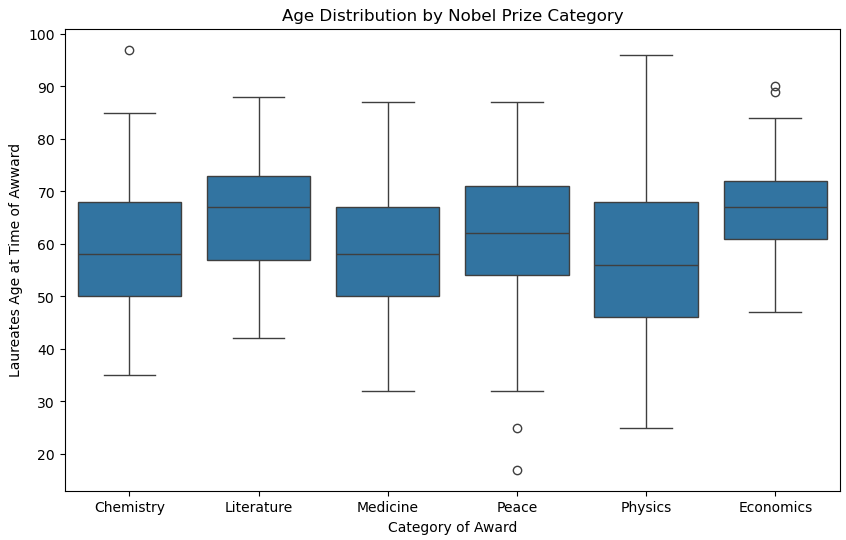 Age Distribution by Nobel Prize Category
Laureates Age at Time of Awward
100
90
80
70
60
50
40
30
20
Chemistry Literature Medicine Peace Physics Economics
Category of Award